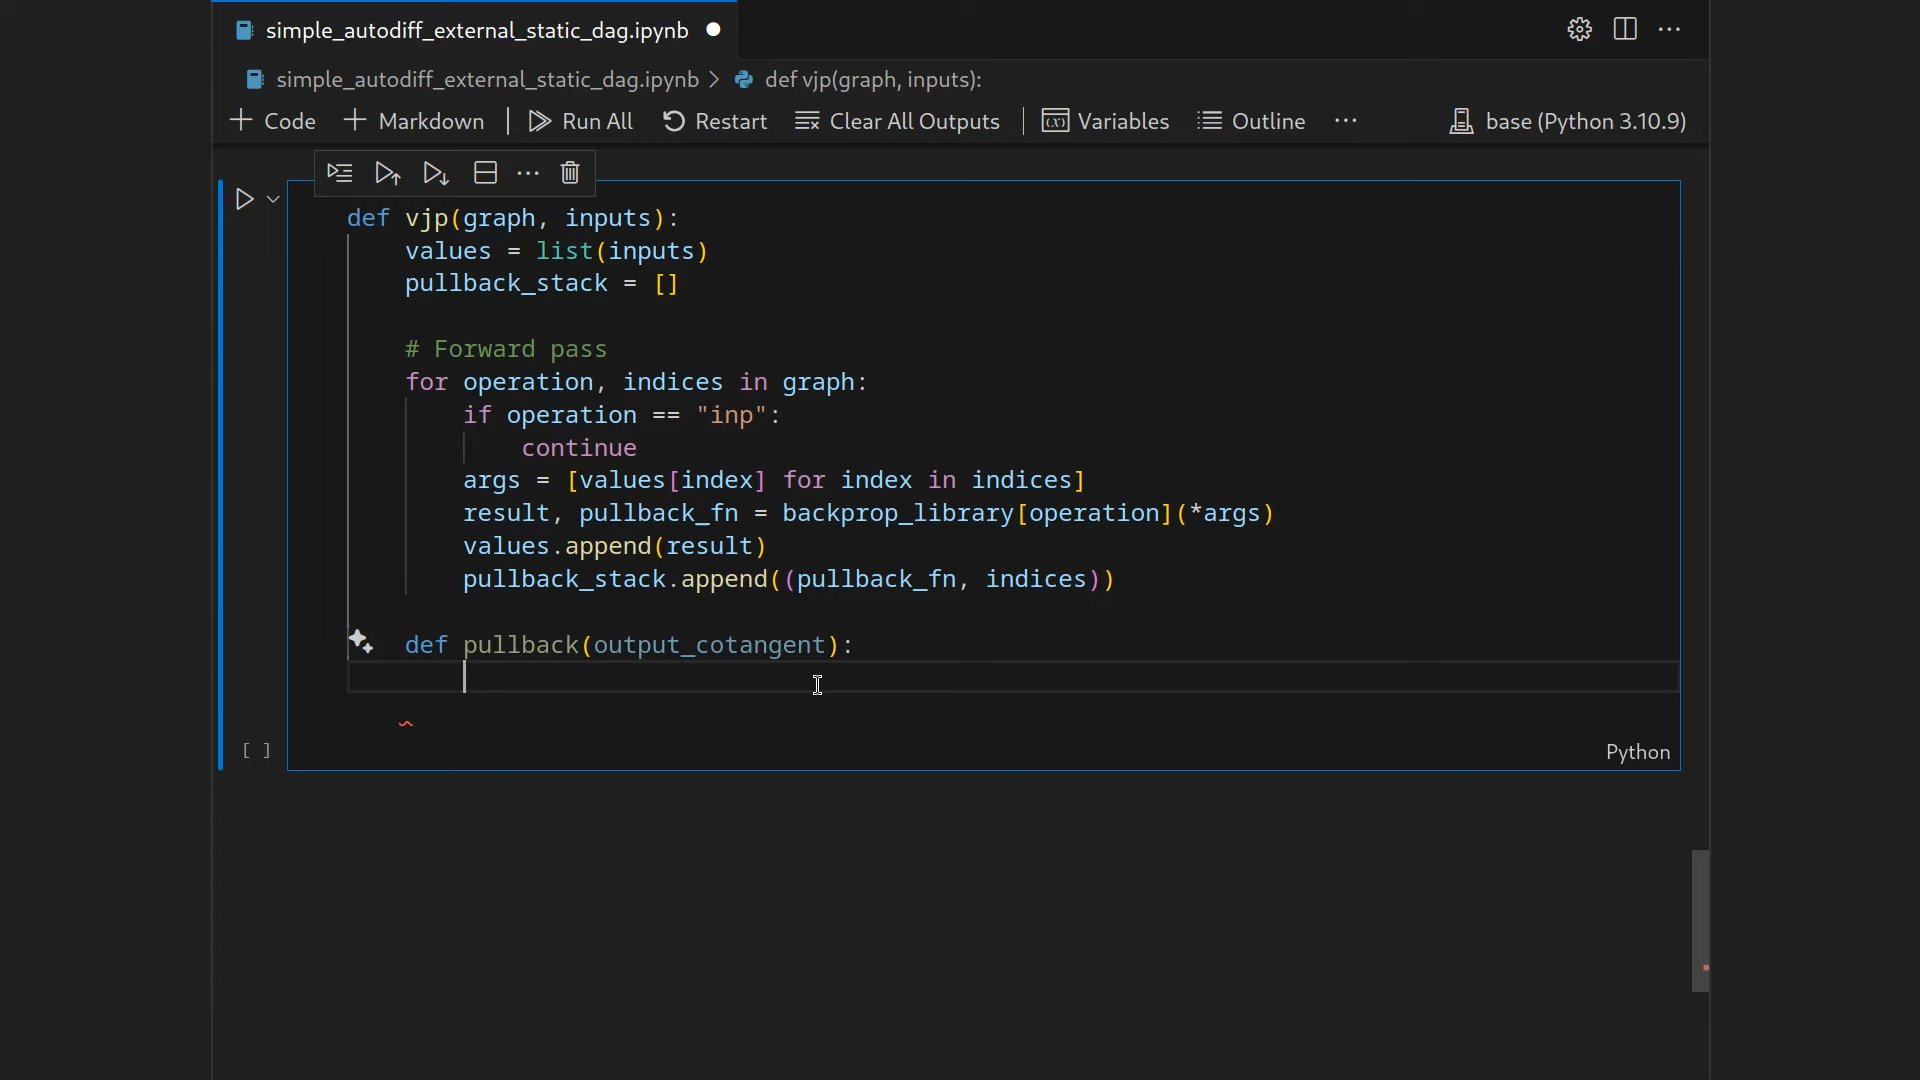 simple_autodiff_external_static_dag.ipynb
simple_autodiff_external_static_dag.ipynb > def vjp(graph, inputs):
+ Code + Markdown | Run All Restart Clear All Outputs | Variables Outline ··· base (Python 3.10.9)
def vjp(graph, inputs):
    values = list(inputs)
    pullback_stack = []
    # Forward pass
    for operation, indices in graph:
        if operation == "inp":
            continue
        args = [values[index] for index in indices]
        result, pullback_fn = backprop_library[operation](*args)
        values.append(result)
        pullback_stack.append((pullback_fn, indices))
    def pullback(output_cotangent):
[ ]
Python